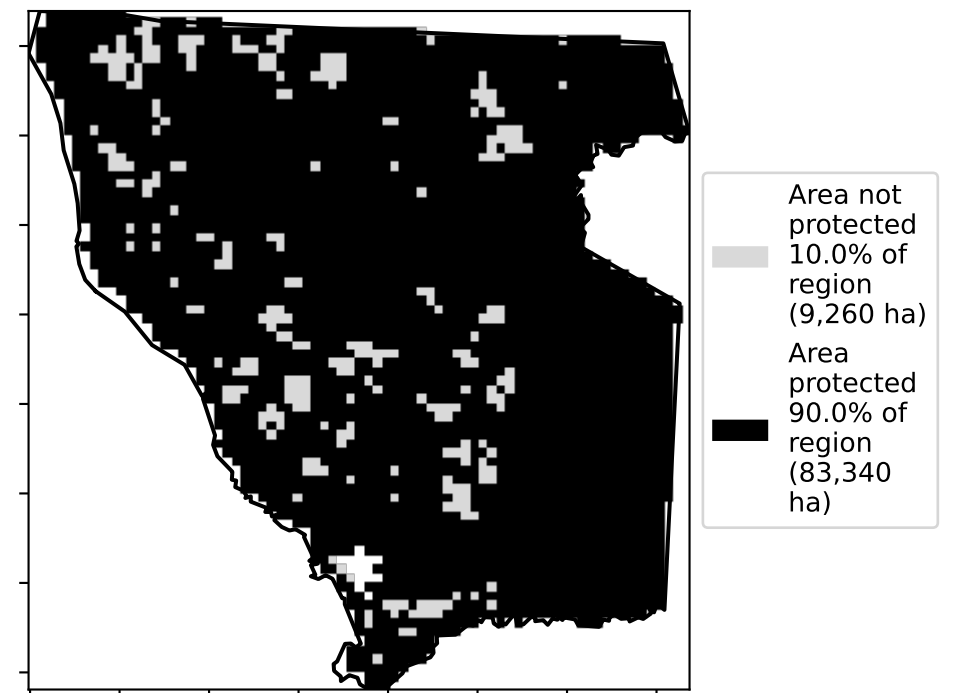 Area not
protected
10.0% of
region
(9,260 ha)
Area
protected
90.0% of
region
(83,340
ha)